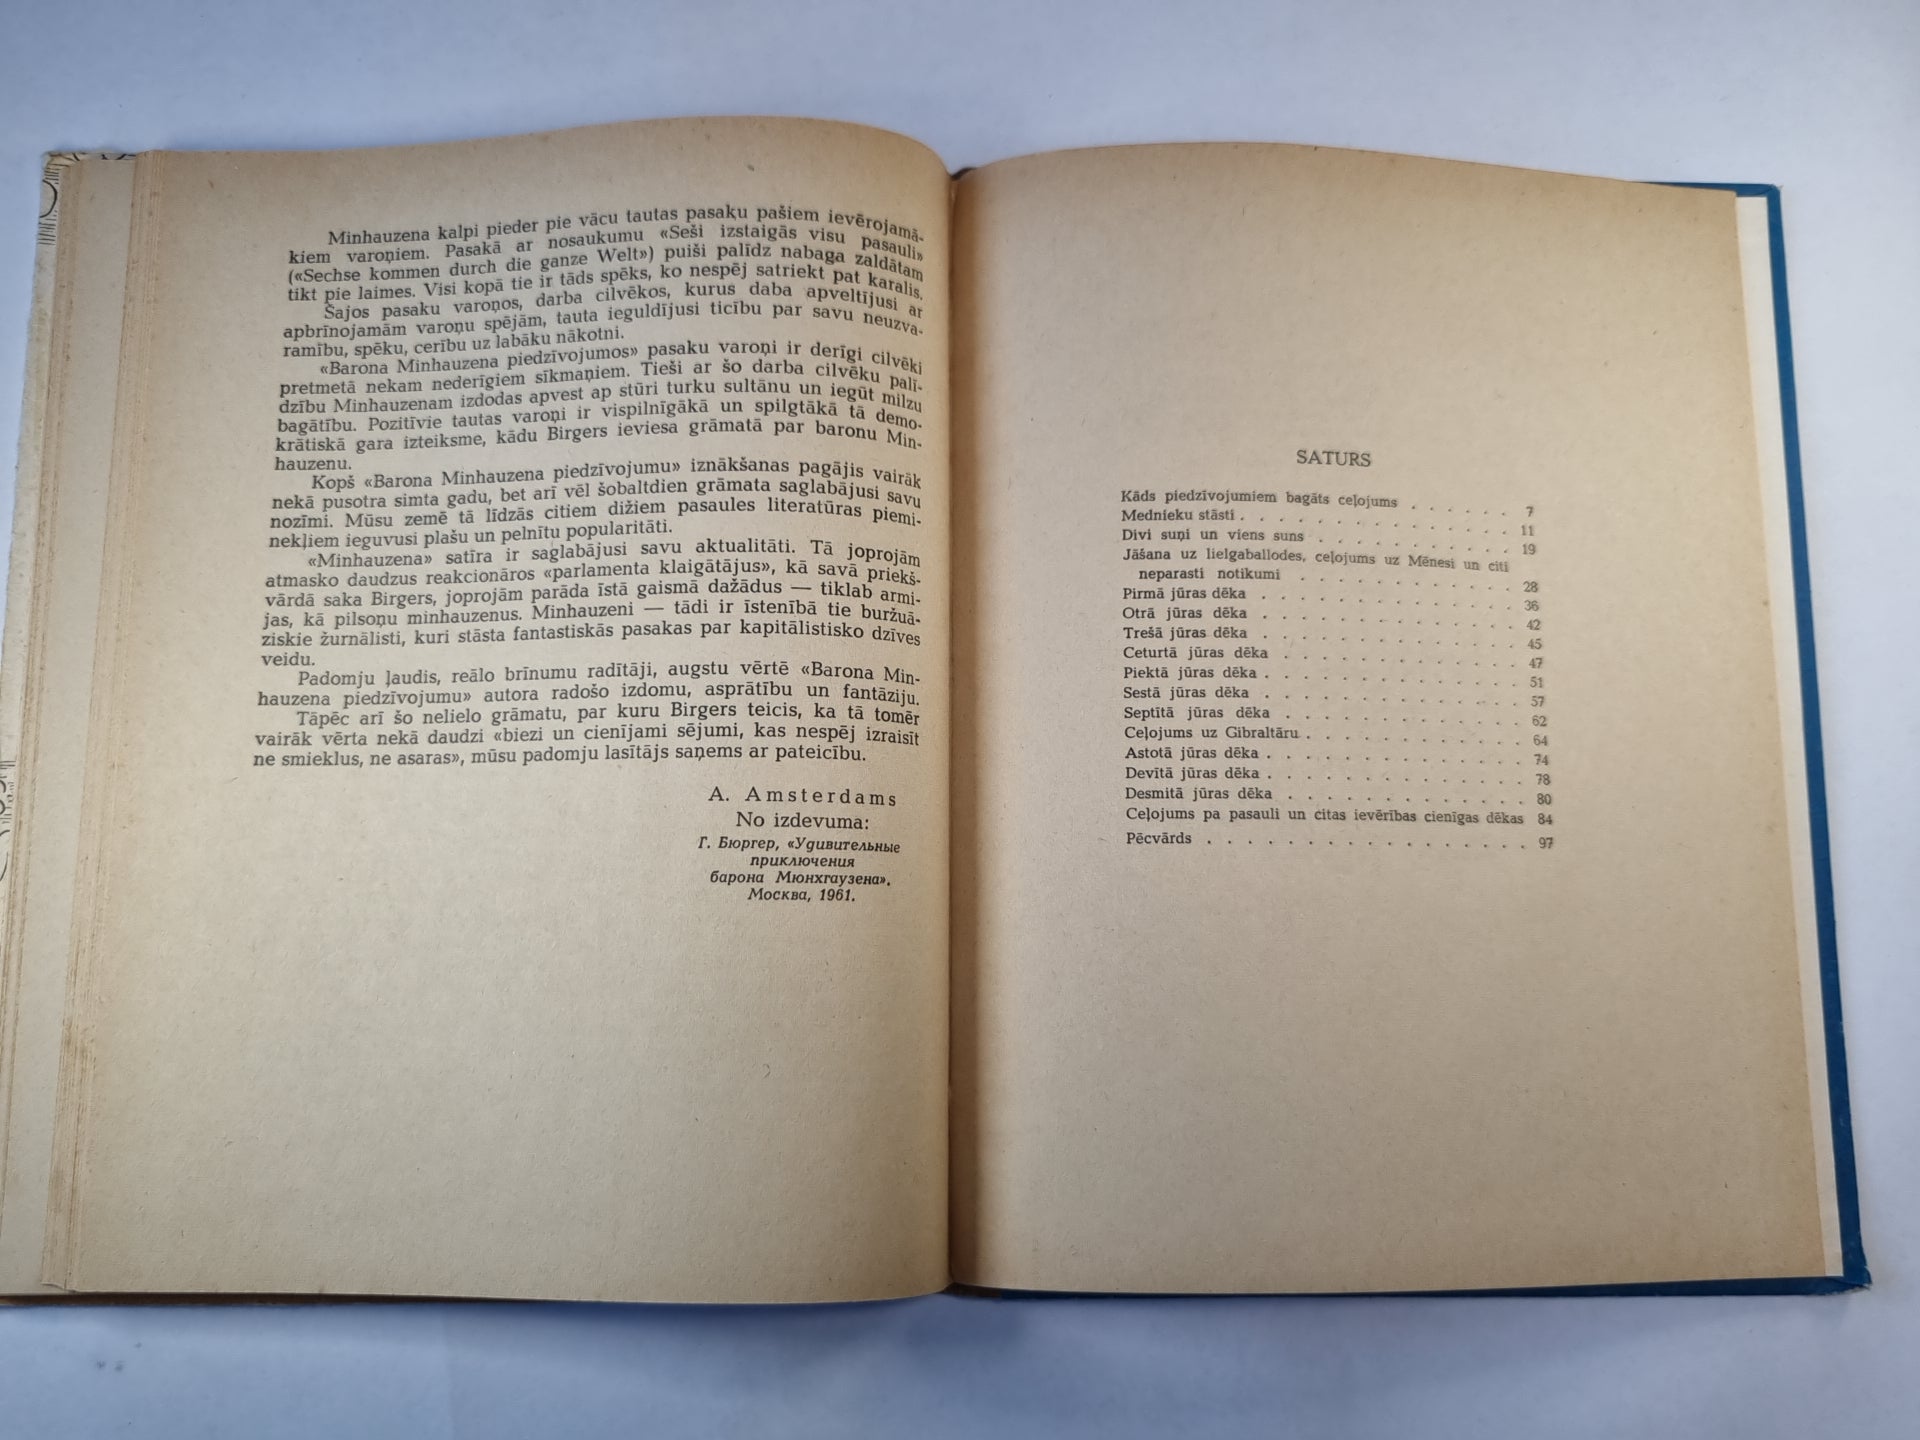 Minhauzena kalpi pieder pie vācu tautas pasaku pašiem ievērojamā-
kiem varoņiem. Pasakā ar nosaukumu «Seši izstaigās visu pasauli»
(«Sechse kommen durch die ganze Welt») puiši palīdz nabaga zaldātam
tikt pie laimes. Visi kopā tie ir tāds spēks, ko nespēj satriekt pat karalis.
Šajos pasaku varoņos, darba cilvēkos, kurus daba apveltījusi ar
apbrīnojamām varoņu spējām, tauta ieguldījusi ticību par savu neuzva-
ramību, spēku, cerību uz labāku nākotni.
«Barona Minhauzena piedzīvojumos» pasaku varoņi ir derīgi cilvēki
pretmetā nekam nederīgiem sīkmaņiem. Tieši ar šo darba cilvēku palī-
dzību Minhauzenam izdodas apvest ap stūri turku sultānu un iegūt milzu
bagātību. Pozitīvie tautas varoņi ir vispilnīgākā un spilgtākā tā demo-
krātiskā gara izteiksme, kādu Birgers ieviesa grāmatā par baronu Min-
hauzenu.
Kopš «Barona Minhauzena piedzīvojumu» iznākšanas pagājis vairāk
nekā pusotra simta gadu, bet arī vēl šobaltdien grāmata saglabājusi savu
nozīmi. Mūsu zemē tā līdzās citiem dižiem pasaules literatūras piemi-
nekļiem ieguvusi plašu un pelnītu popularitāti.
«Minhauzena» satīra ir saglabājusi savu aktualitāti. Tā joprojām
atmasko daudzus reakcionāros «parlamenta klaigātājus», kā savā priekš-
vārdā saka Birgers, joprojām parāda īstā gaismā dažādus — tiklab armi-
jas, kā pilsoņu minhauzenus. Minhauzeni — tādi ir īstenībā tie buržuā-
ziskie žurnālisti, kuri stāsta fantastiskās pasakas par kapitālistisko dzīves
veidu.
Padomju ļaudis, reālo brīnumu radītāji, augstu vērtē «Barona Min-
hauzena piedzīvojumu» autora radošo izdomu, asprātību un fantāziju.
Tāpēc arī šo nelielo grāmatu, par kuru Birgers teicis, ka tā tomēr
vairāk vērta nekā daudzi «biezi un cienījami sējumi, kas nespēj izraisīt
ne smieklus, ne asaras», mūsu padomju lasītājs saņems ar pateicību.
A. Amsterdams
No izdevuma:
Г. Бюргер, «Удивительные
приключения
барона Мюнхгаузена».
Москва, 1961.
SATURS
Kāds piedzīvojumiem bagāts ceļojums . . . . . . 7
Mednieku stāsti . . . . . . . . . . . . . . . 11
Divi suņi un viens suns . . . . . . . . . . . 19
Jāšana uz lielgaballodes, ceļojums uz Mēnesi un citi
neparasti notikumi . . . . . . . . . . . . 28
Pirmā jūras dēka . . . . . . . . . . . . . . 36
Otrā jūras dēka . . . . . . . . . . . . . . 42
Trešā jūras dēka . . . . . . . . . . . . . . 45
Ceturtā jūras dēka . . . . . . . . . . . . . 47
Piektā jūras dēka . . . . . . . . . . . . . . 51
Sestā jūras dēka . . . . . . . . . . . . . . 57
Septītā jūras dēka . . . . . . . . . . . . . 62
Ceļojums uz Gibraltāru . . . . . . . . . . . . 64
Astotā jūras dēka . . . . . . . . . . . . . . 74
Devītā jūras dēka . . . . . . . . . . . . . . 78
Desmitā jūras dēka . . . . . . . . . . . . . 80
Ceļojums pa pasauli un citas ievērības cienīgas dēkas 84
Pēcvārds . . . . . . . . . . . . . . . . . 97